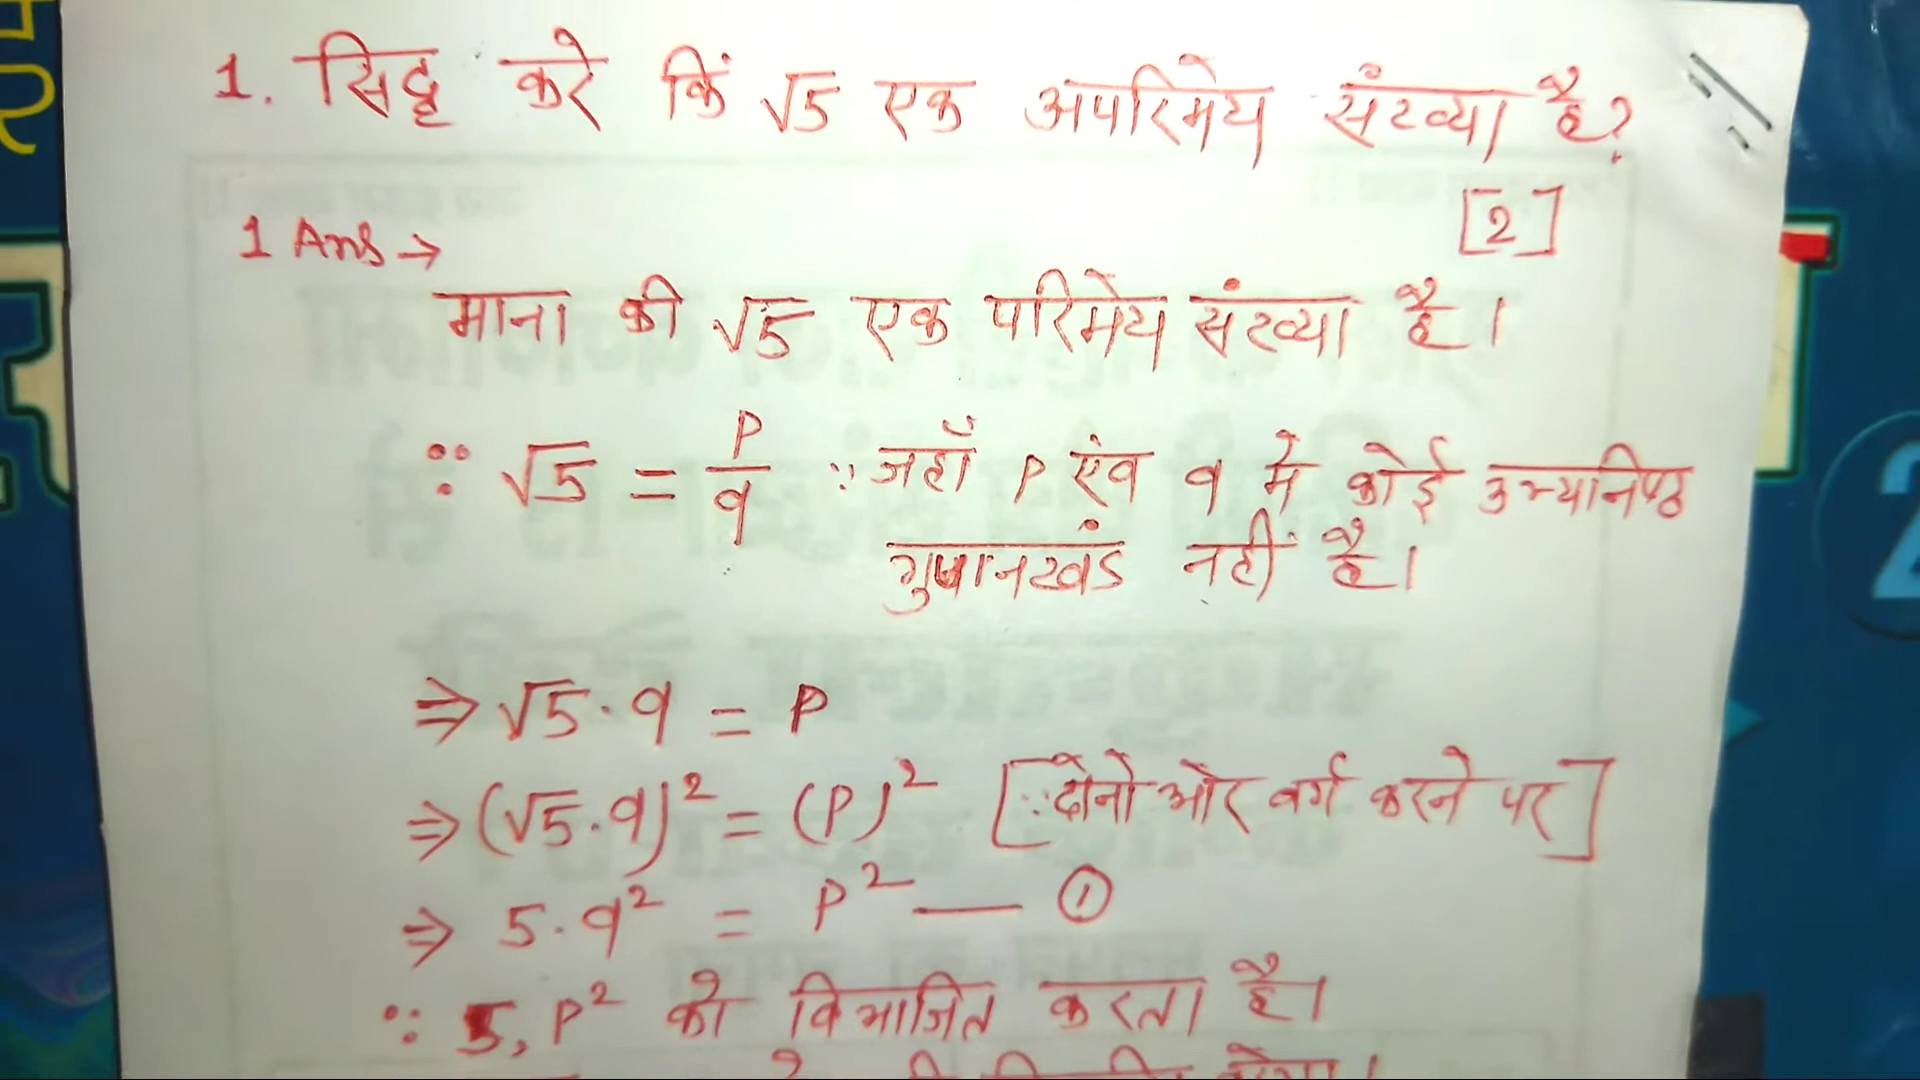 1. सिद्ध करे किं √5 एक अपरिमेय संख्या है?
[2]
1 Ans →
माना की √5 एक परिमेय संख्या है।
∵ √5 = P/q ∵ जहाँ P एंव q मे कोई उभ्यनिष्ठ
गुणनखंड नहीं है।
⇒ √5 · q = P
⇒ (√5 · q)² = (P)² [∵ दोनो ओर वर्ग करने पर]
⇒ 5 · q² = P² — ①
∵ 5, P² को विभाजित करता है।